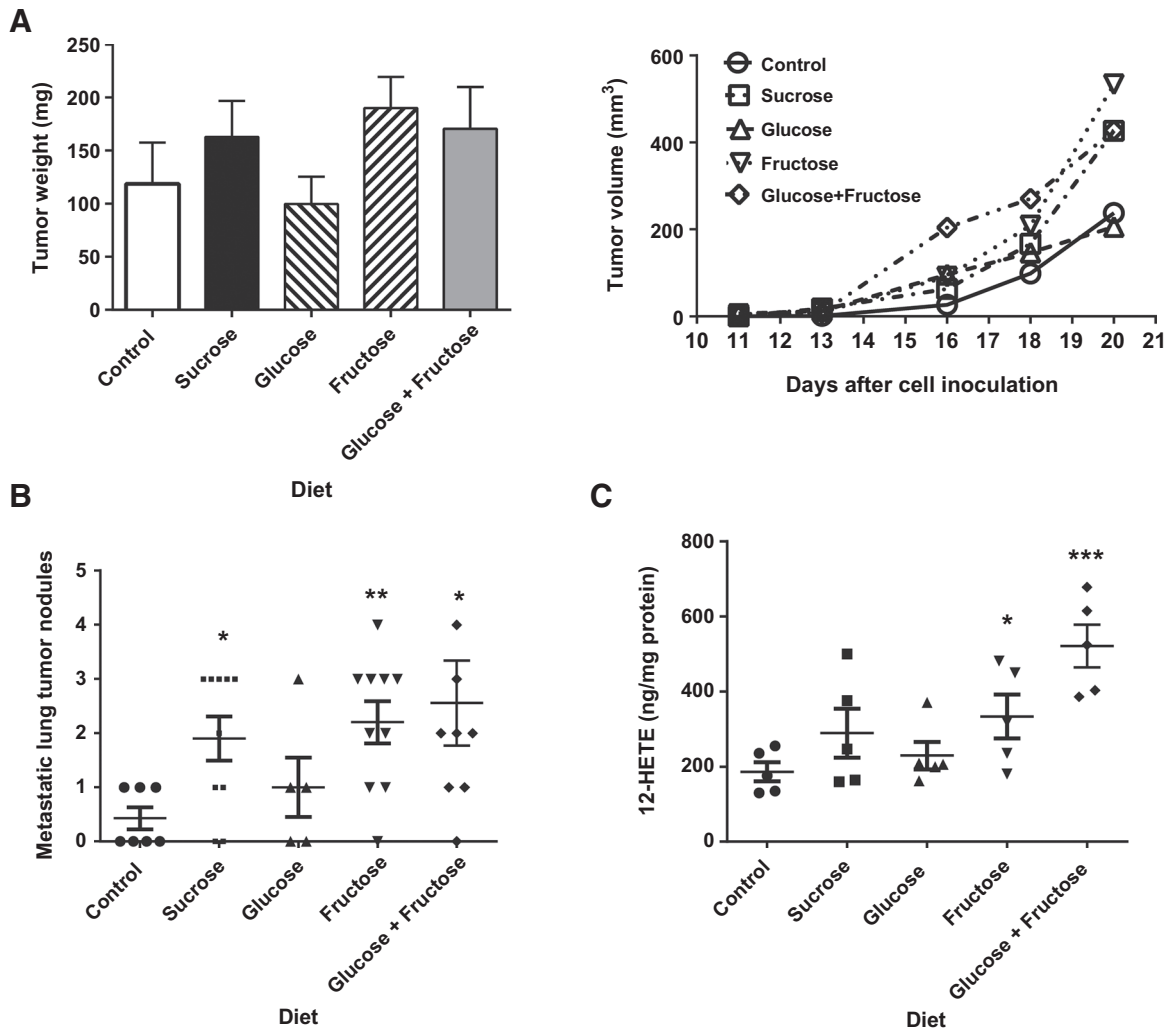 A
Tumor weight (mg)
250
200
150
100
50
0
Control
Sucrose
Glucose
Fructose
Glucose + Fructose
Diet
Tumor volume (mm³)
600
400
200
0
Control
Sucrose
Glucose
Fructose
Glucose+Fructose
10 11 12 13 14 15 16 17 18 19 20 21
Days after cell inoculation
B
Metastatic lung tumor nodules
5
4
3
2
1
0
*
**
*
Control
Sucrose
Glucose
Fructose
Glucose + Fructose
Diet
C
12-HETE (ng/mg protein)
800
600
400
200
0
*
***
Control
Sucrose
Glucose
Fructose
Glucose + Fructose
Diet